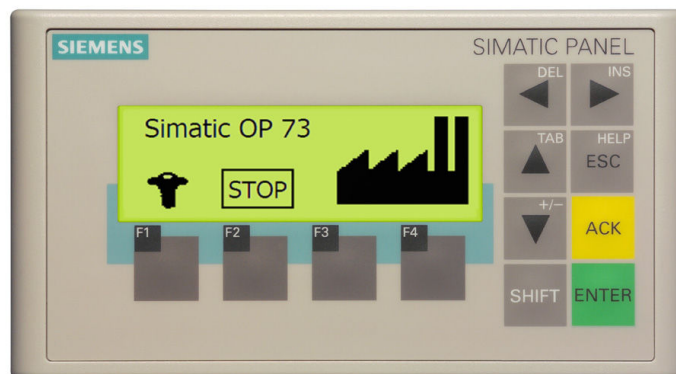 SIEMENS
SIMATIC PANEL
Simatic OP 73
STOP
F1 F2 F3 F4
DEL INS
TAB HELP
ESC
+/-
ACK
SHIFT ENTER